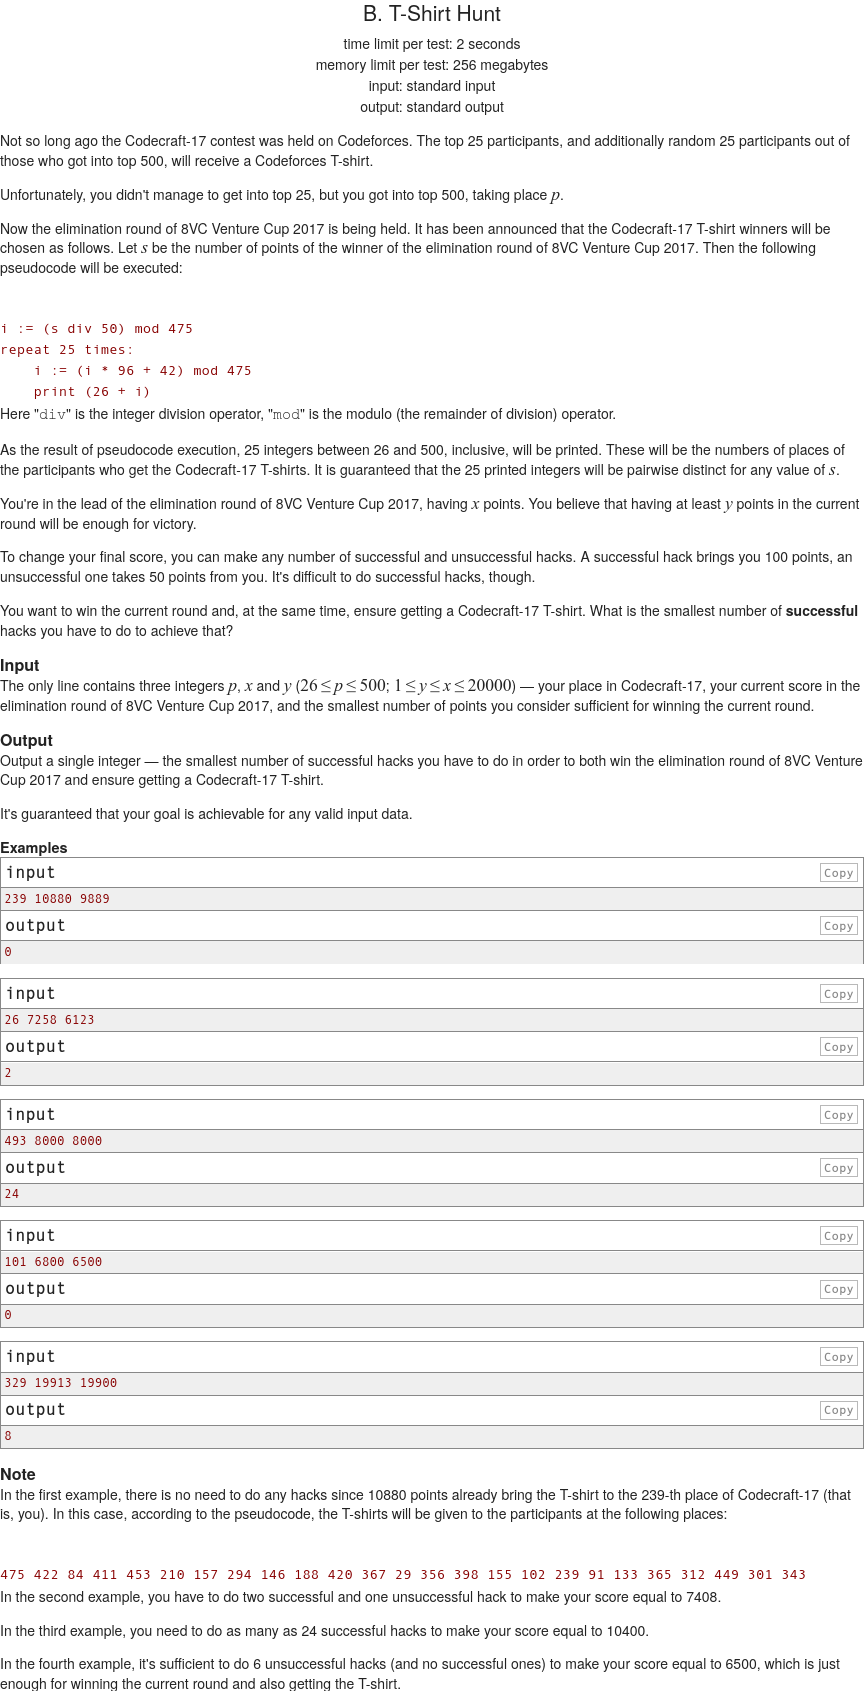 B. T-Shirt Hunt
time limit per test: 2 seconds
memory limit per test: 256 megabytes
input: standard input
output: standard output
Not so long ago the Codecraft-17 contest was held on Codeforces. The top 25 participants, and additionally random 25 participants out of
those who got into top 500, will receive a Codeforces T-shirt.
Unfortunately, you didn't manage to get into top 25, but you got into top 500, taking place p.
Now the elimination round of 8VC Venture Cup 2017 is being held. It has been announced that the Codecraft-17 T-shirt winners will be
chosen as follows. Let s be the number of points of the winner of the elimination round of 8VC Venture Cup 2017. Then the following
pseudocode will be executed:
i := (s div 50) mod 475
repeat 25 times:
    i := (i * 96 + 42) mod 475
    print (26 + i)
Here "div" is the integer division operator, "mod" is the modulo (the remainder of division) operator.
As the result of pseudocode execution, 25 integers between 26 and 500, inclusive, will be printed. These will be the numbers of places of
the participants who get the Codecraft-17 T-shirts. It is guaranteed that the 25 printed integers will be pairwise distinct for any value of s.
You're in the lead of the elimination round of 8VC Venture Cup 2017, having x points. You believe that having at least y points in the current
round will be enough for victory.
To change your final score, you can make any number of successful and unsuccessful hacks. A successful hack brings you 100 points, an
unsuccessful one takes 50 points from you. It's difficult to do successful hacks, though.
You want to win the current round and, at the same time, ensure getting a Codecraft-17 T-shirt. What is the smallest number of successful
hacks you have to do to achieve that?
Input
The only line contains three integers p, x and y (26 ≤ p ≤ 500; 1 ≤ y ≤ x ≤ 20000) — your place in Codecraft-17, your current score in the
elimination round of 8VC Venture Cup 2017, and the smallest number of points you consider sufficient for winning the current round.
Output
Output a single integer — the smallest number of successful hacks you have to do in order to both win the elimination round of 8VC Venture
Cup 2017 and ensure getting a Codecraft-17 T-shirt.
It's guaranteed that your goal is achievable for any valid input data.
Examples
input Copy
239 10880 9889
output Copy
0
input Copy
26 7258 6123
output Copy
2
input Copy
493 8000 8000
output Copy
24
input Copy
101 6800 6500
output Copy
0
input Copy
329 19913 19900
output Copy
8
Note
In the first example, there is no need to do any hacks since 10880 points already bring the T-shirt to the 239-th place of Codecraft-17 (that
is, you). In this case, according to the pseudocode, the T-shirts will be given to the participants at the following places:
475 422 84 411 453 210 157 294 146 188 420 367 29 356 398 155 102 239 91 133 365 312 449 301 343
In the second example, you have to do two successful and one unsuccessful hack to make your score equal to 7408.
In the third example, you need to do as many as 24 successful hacks to make your score equal to 10400.
In the fourth example, it's sufficient to do 6 unsuccessful hacks (and no successful ones) to make your score equal to 6500, which is just
enough for winning the current round and also getting the T-shirt.